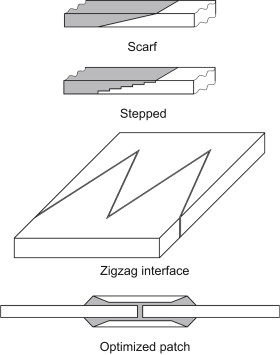 Scarf
Stepped
Zigzag interface
Optimized patch